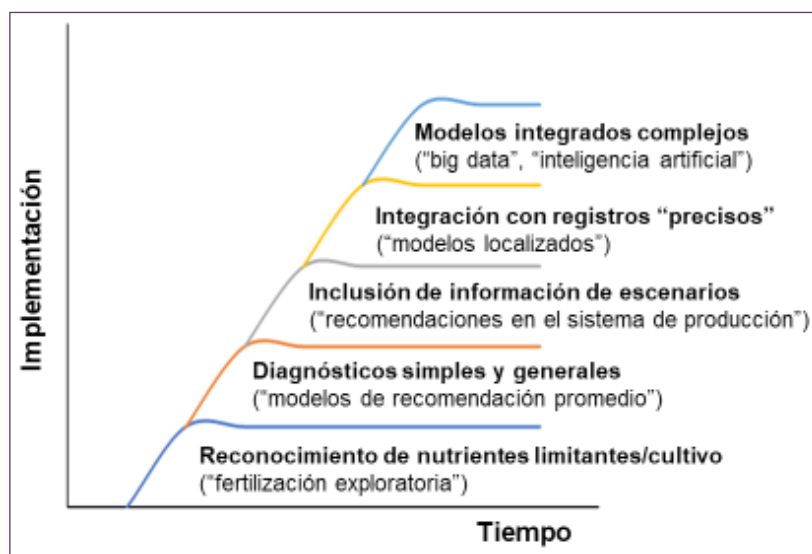 Implementación
Modelos integrados complejos
(“big data”, “inteligencia artificial”)
Integración con registros “precisos”
(“modelos localizados”)
Inclusión de información de escenarios
(“recomendaciones en el sistema de producción”)
Diagnósticos simples y generales
(“modelos de recomendación promedio”)
Reconocimiento de nutrientes limitantes/cultivo
(“fertilización exploratoria”)
Tiempo